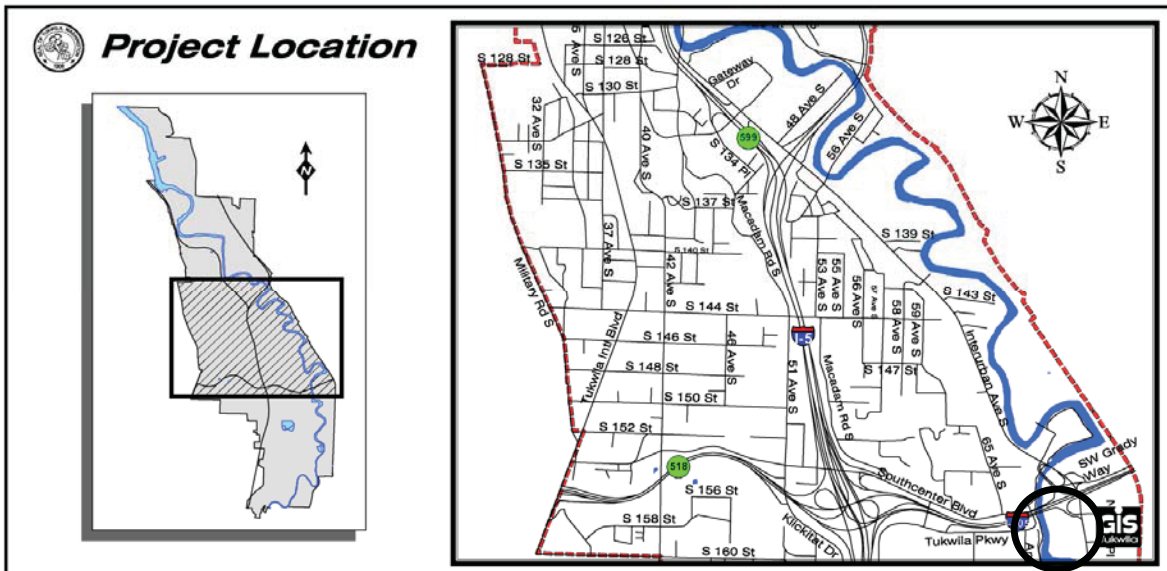 Project Location
N
N
W
E
S
S 126 St
S 128 St
S 128 St
S 130 St
Gateway Dr
32 Ave S
40 Ave S
48 Ave S
56 Ave S
599
S 134 Pl
S 135 St
S 137 St
Macadam Rd S
S 139 St
37 Ave S
S 140 St
42 Ave S
Military Rd S
53 Ave S
55 Ave S
56 Ave S
57 Ave S
58 Ave S
59 Ave S
S 143 St
S 144 St
Tukwila Intl Blvd
S 146 St
46 Ave S
I-5
Interurban Ave S
S 147 St
S 148 St
51 Ave S
Macadam Rd S
S 150 St
S 152 St
65 Ave S
SW Grady Way
518
Southcenter Blvd
S 156 St
Klickitat Dr
S 158 St
Tukwila Pkwy
GIS
Tukwila
S 160 St